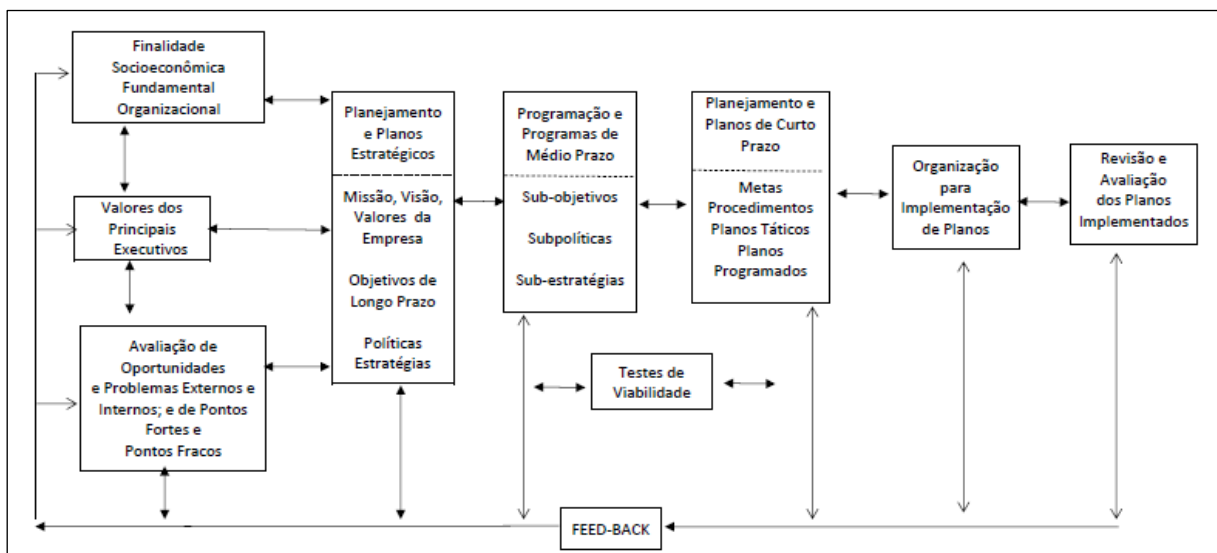 Finalidade
Socioeconômica
Fundamental
Organizacional
Valores dos
Principais
Executivos
Avaliação de
Oportunidades
e Problemas Externos e
Internos; e de Pontos
Fortes e
Pontos Fracos
Planejamento
e Planos
Estratégicos
Missão, Visão,
Valores da
Empresa
Objetivos de
Longo Prazo
Políticas
Estratégias
Programação e
Programas de
Médio Prazo
Sub-objetivos
Subpolíticas
Sub-estratégias
Testes de
Viabilidade
Planejamento e
Planos de Curto
Prazo
Metas
Procedimentos
Planos Táticos
Planos
Programados
Organização
para
Implementação
de Planos
Revisão e
Avaliação
dos Planos
Implementados
FEED-BACK